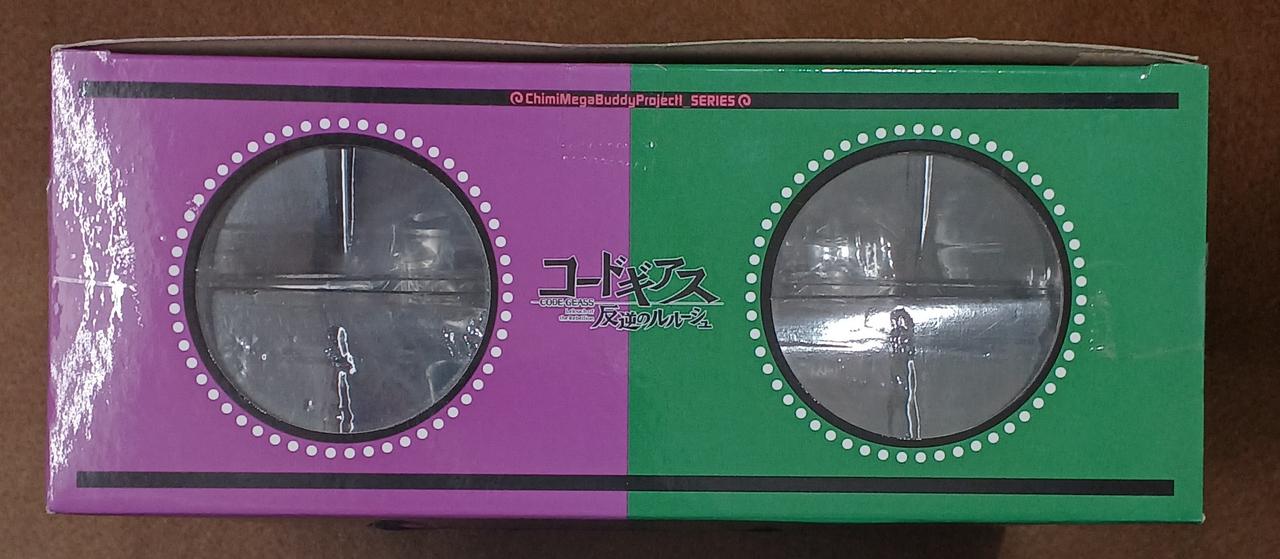 ChimiMegaBuddyProject!_SERIES
コードギアス
CODE GEASS
Lelouch of
the Rebellion
反逆のルルーシュ